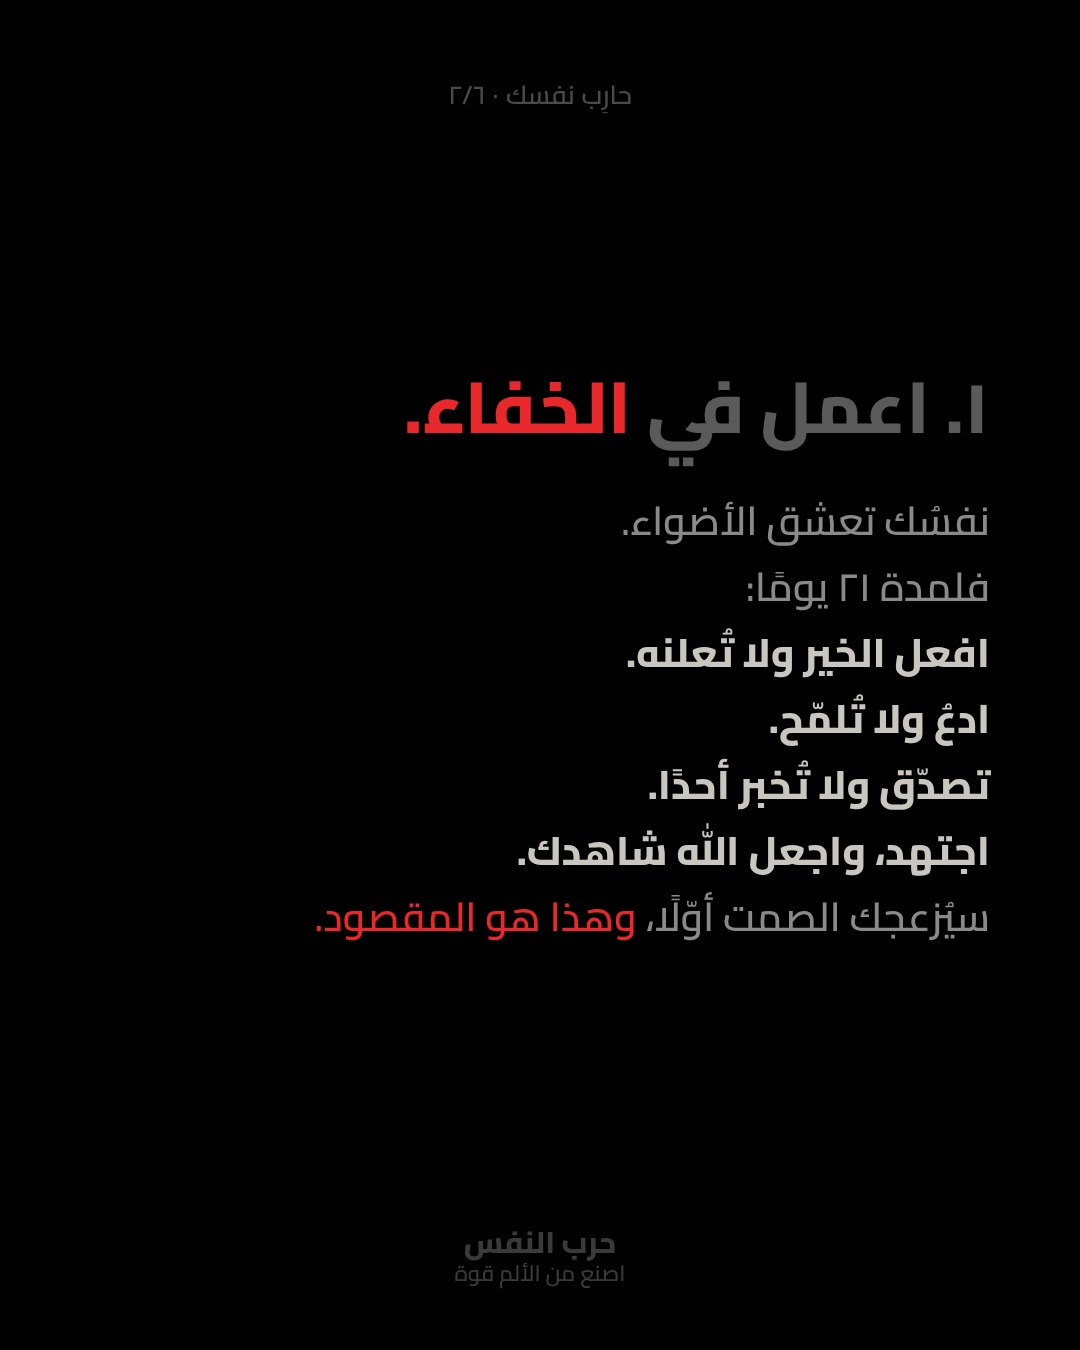 حارِب نفسك · ٢/٦
١. اعمل في الخفاء.
نفسُك تعشق الأضواء.
فلمدة ٢١ يومًا:
افعل الخير ولا تُعلنه.
ادعُ ولا تُلمّح.
تصدّق ولا تُخبر أحدًا.
اجتهد، واجعل الله شاهدك.
سيُزعجك الصمت أوّلًا، وهذا هو المقصود.
حرب النفس
اصنع من الألم قوة